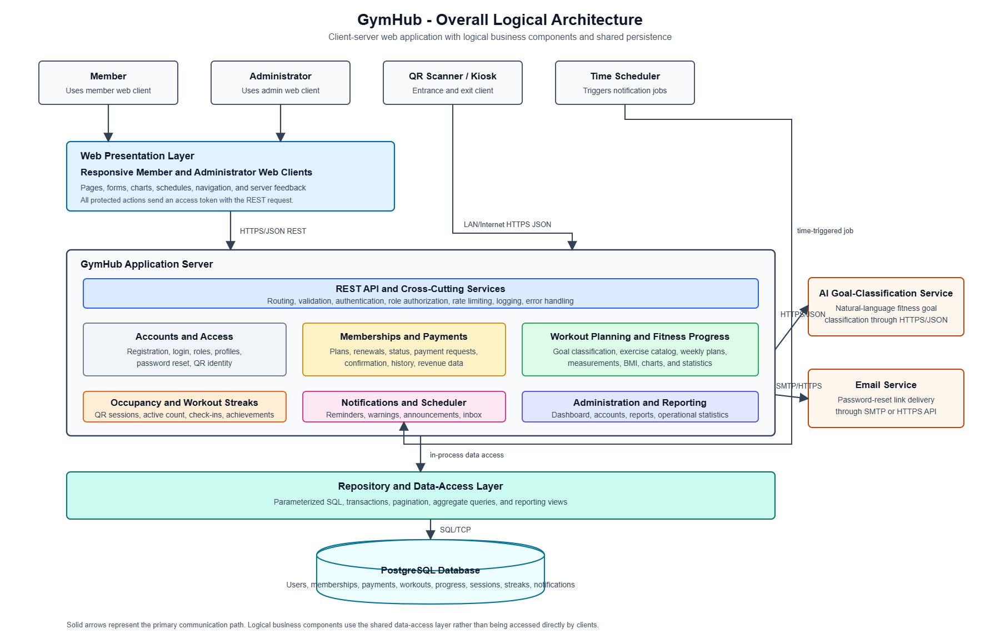 GymHub - Overall Logical Architecture
Client-server web application with logical business components and shared persistence
Member
Uses member web client
Administrator
Uses admin web client
QR Scanner / Kiosk
Entrance and exit client
Time Scheduler
Triggers notification jobs
Web Presentation Layer
Responsive Member and Administrator Web Clients
Pages, forms, charts, schedules, navigation, and server feedback
All protected actions send an access token with the REST request.
HTTPS/JSON REST
LAN/Internet HTTPS JSON
time-triggered job
GymHub Application Server
REST API and Cross-Cutting Services
Routing, validation, authentication, role authorization, rate limiting, logging, error handling
Accounts and Access
Registration, login, roles, profiles,
password reset, QR identity
Memberships and Payments
Plans, renewals, status, payment requests,
confirmation, history, revenue data
Workout Planning and Fitness Progress
Goal classification, exercise catalog, weekly plans,
measurements, BMI, charts, and statistics
Occupancy and Workout Streaks
QR sessions, active count, check-ins, achievements
Notifications and Scheduler
Reminders, warnings, announcements, inbox
Administration and Reporting
Dashboard, accounts, reports, operational statistics
HTTPS/JSON
AI Goal-Classification Service
Natural-language fitness goal
classification through HTTPS/JSON
SMTP/HTTPS
Email Service
Password-reset link delivery
through SMTP or HTTPS API
in-process data access
Repository and Data-Access Layer
Parameterized SQL, transactions, pagination, aggregate queries, and reporting views
SQL/TCP
PostgreSQL Database
Users, memberships, payments, workouts, progress, sessions, streaks, notifications
Solid arrows represent the primary communication path. Logical business components use the shared data-access layer rather than being accessed directly by clients.